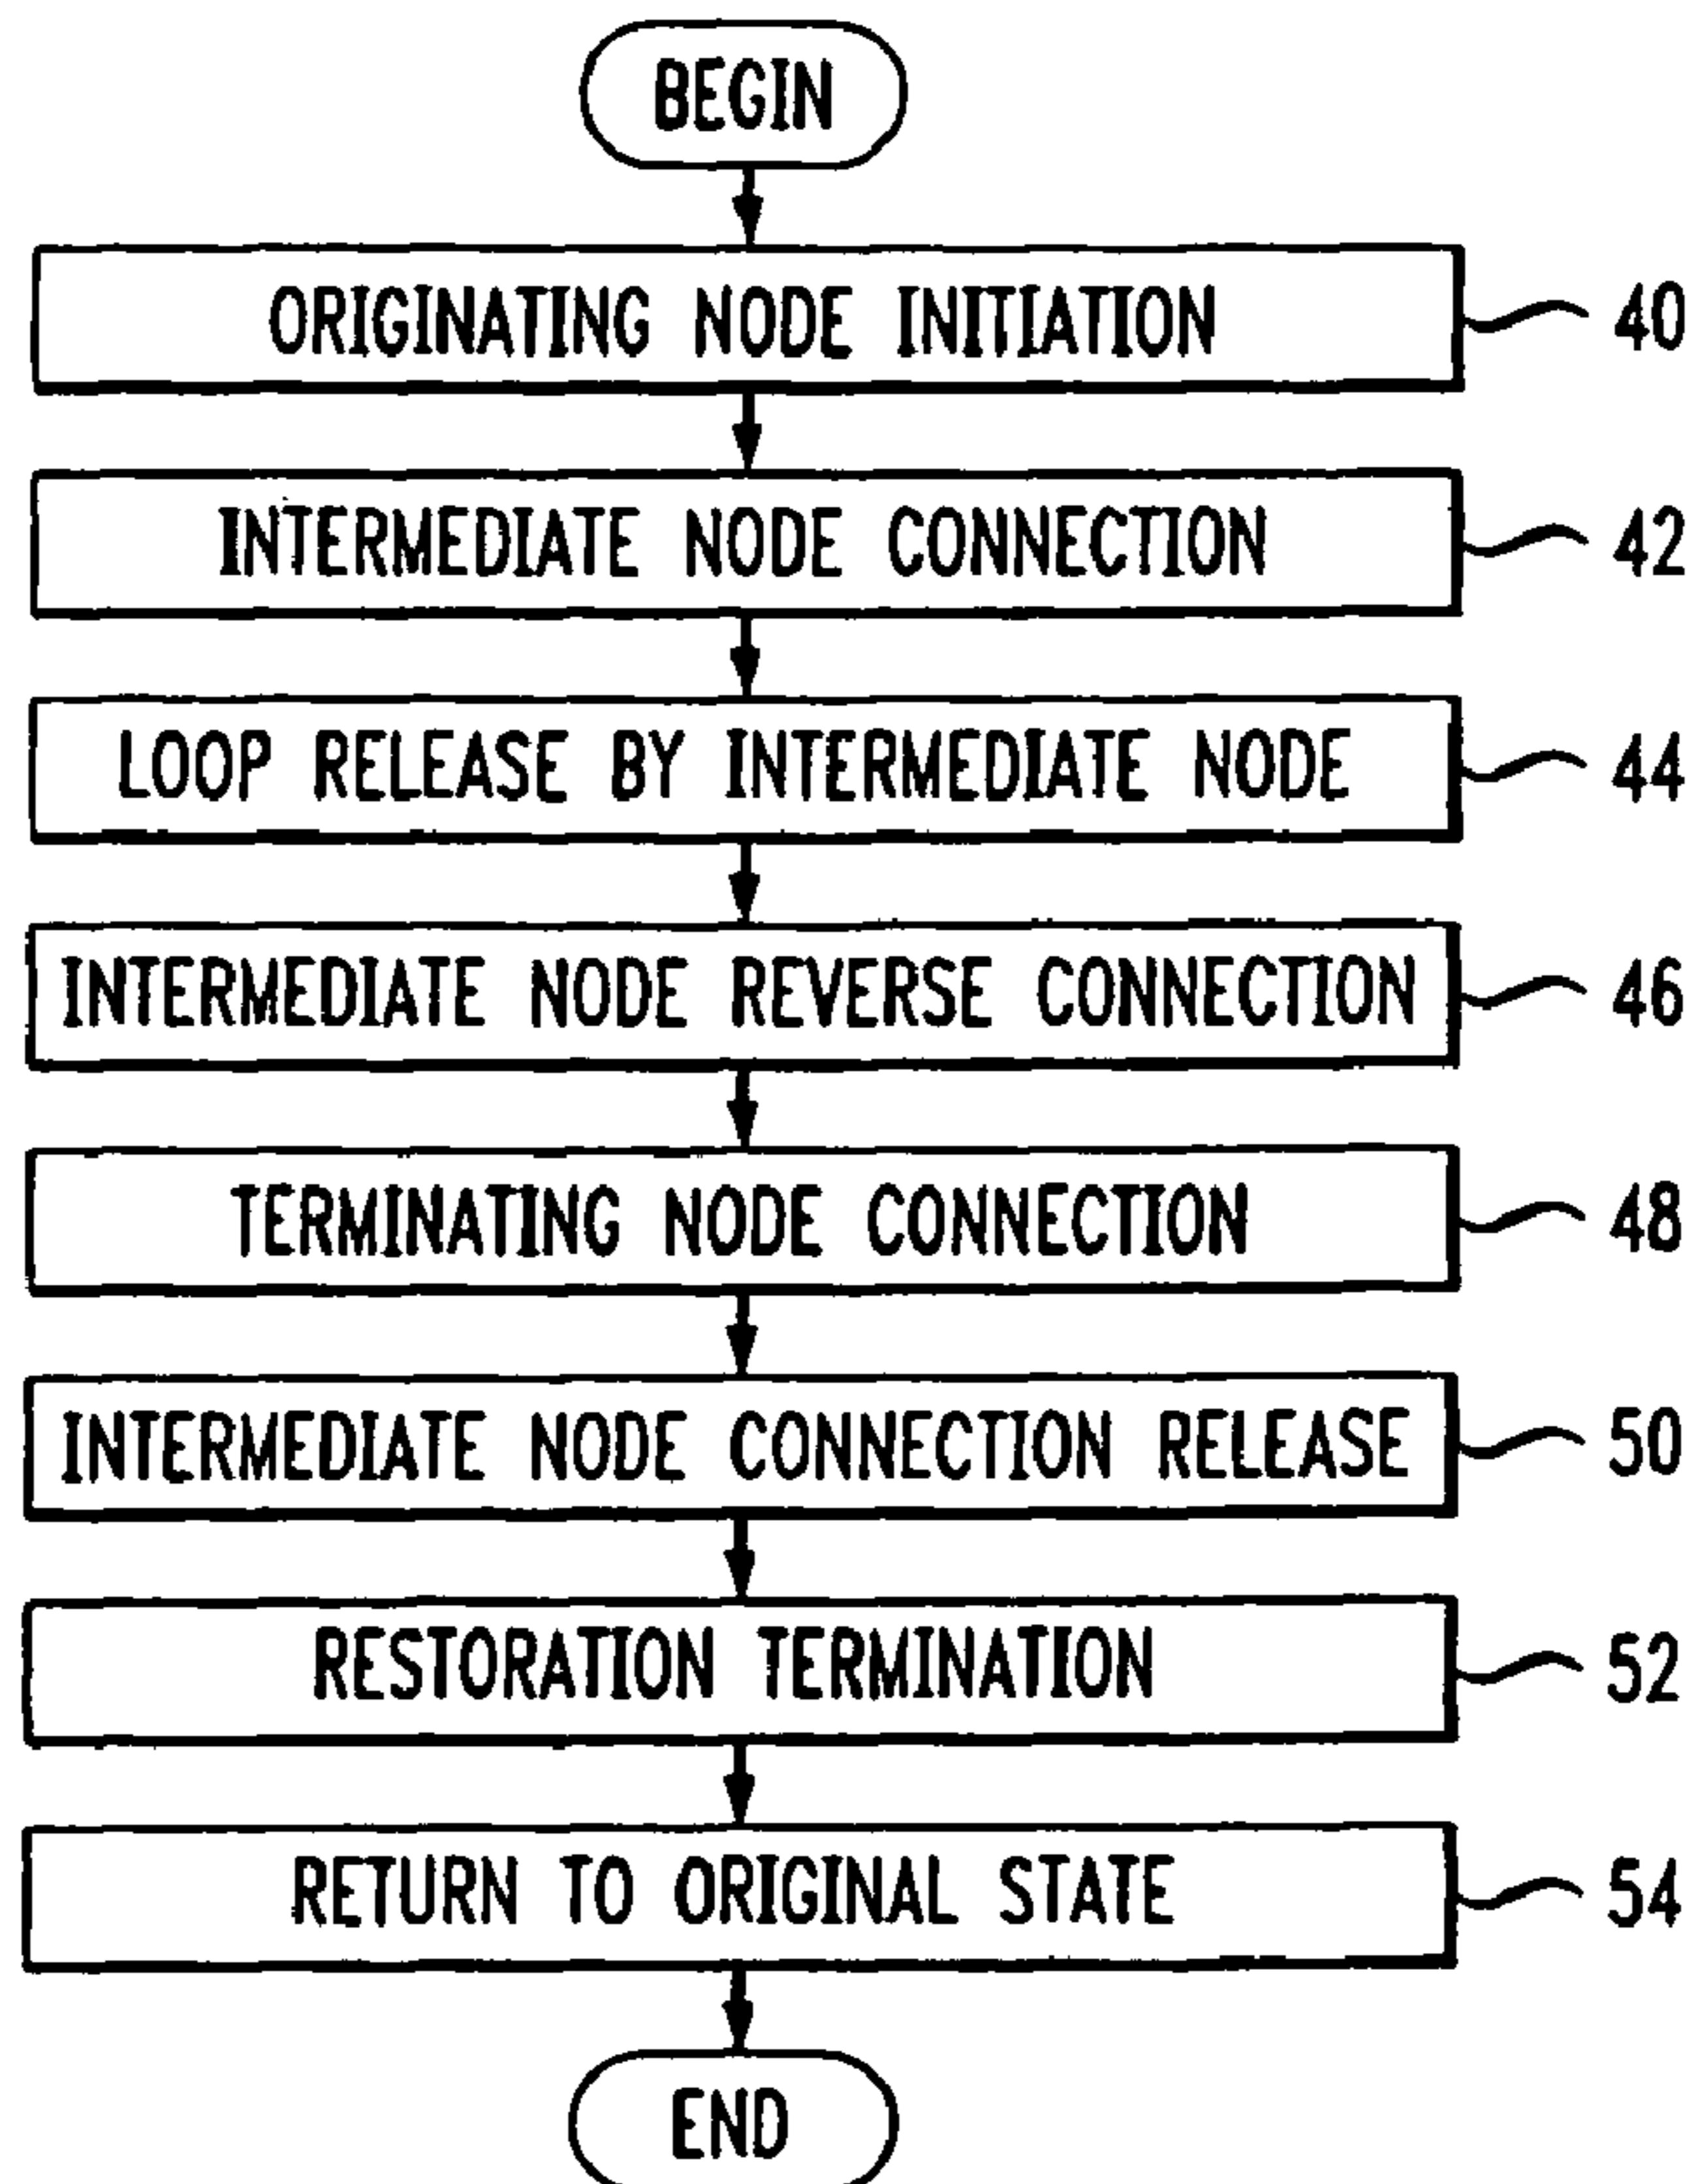 BEGIN
ORIGINATING NODE INITIATION 40
INTERMEDIATE NODE CONNECTION 42
LOOP RELEASE BY INTERMEDIATE NODE 44
INTERMEDIATE NODE REVERSE CONNECTION 46
TERMINATING NODE CONNECTION 48
INTERMEDIATE NODE CONNECTION RELEASE 50
RESTORATION TERMINATION 52
RETURN TO ORIGINAL STATE 54
END